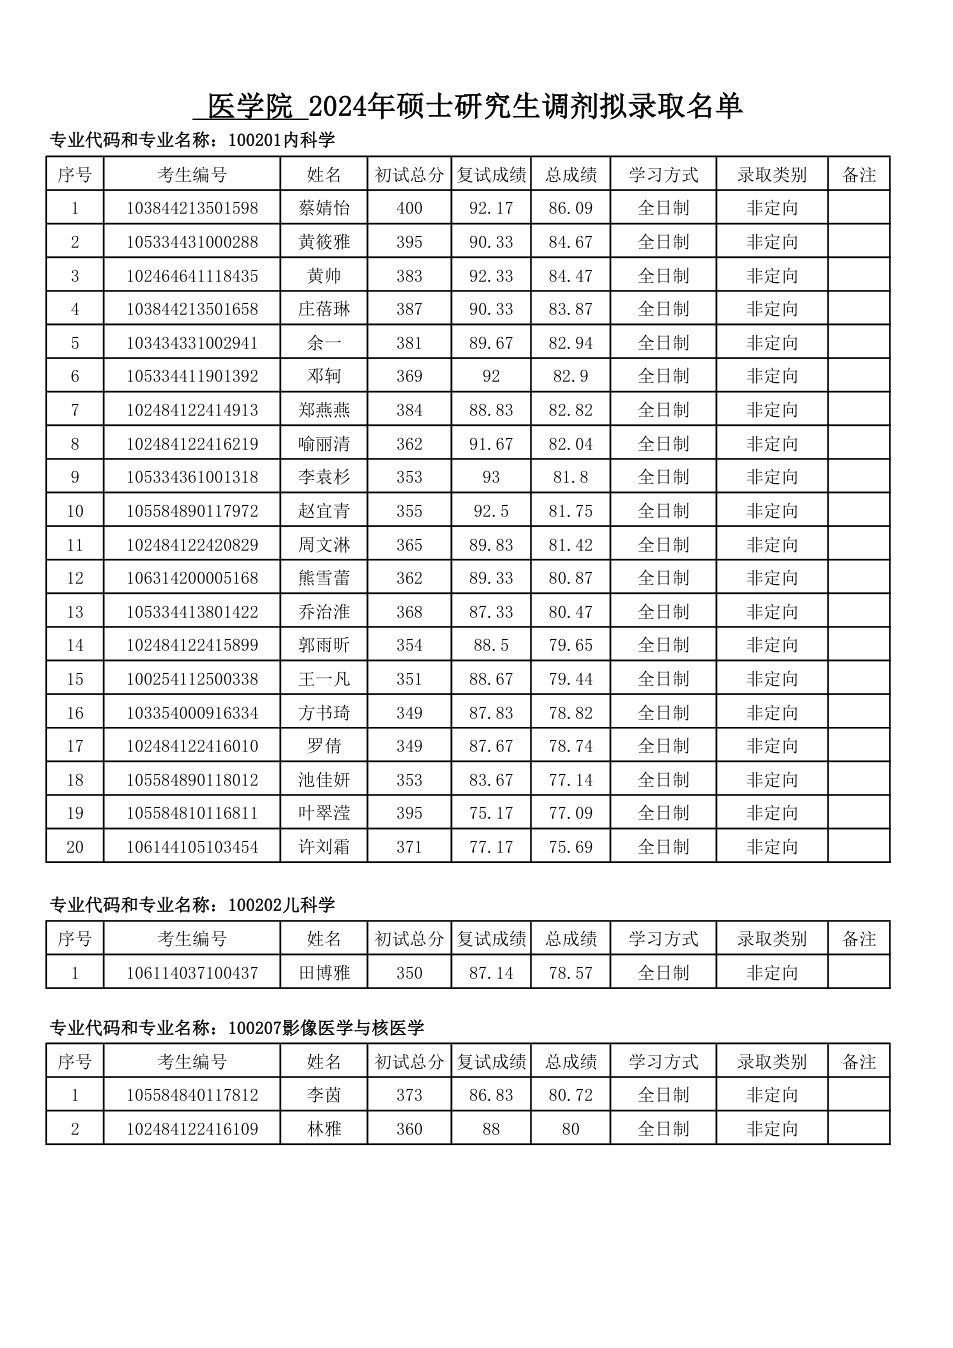 医学院 2024年硕士研究生调剂拟录取名单
专业代码和专业名称：100201内科学
序号 考生编号 姓名 初试总分 复试成绩 总成绩 学习方式 录取类别 备注
1 103844213501598 蔡婧怡 400 92.17 86.09 全日制 非定向
2 105334431000288 黄筱雅 395 90.33 84.67 全日制 非定向
3 102464641118435 黄帅 383 92.33 84.47 全日制 非定向
4 103844213501658 庄蓓琳 387 90.33 83.87 全日制 非定向
5 103434331002941 余一 381 89.67 82.94 全日制 非定向
6 105334411901392 邓轲 369 92 82.9 全日制 非定向
7 102484122414913 郑燕燕 384 88.83 82.82 全日制 非定向
8 102484122416219 喻丽清 362 91.67 82.04 全日制 非定向
9 105334361001318 李袁杉 353 93 81.8 全日制 非定向
10 105584890117972 赵宜青 355 92.5 81.75 全日制 非定向
11 102484122420829 周文淋 365 89.83 81.42 全日制 非定向
12 106314200005168 熊雪蕾 362 89.33 80.87 全日制 非定向
13 105334413801422 乔治淮 368 87.33 80.47 全日制 非定向
14 102484122415899 郭雨昕 354 88.5 79.65 全日制 非定向
15 100254112500338 王一凡 351 88.67 79.44 全日制 非定向
16 103354000916334 方书琦 349 87.83 78.82 全日制 非定向
17 102484122416010 罗倩 349 87.67 78.74 全日制 非定向
18 105584890118012 池佳妍 353 83.67 77.14 全日制 非定向
19 105584810116811 叶翠滢 395 75.17 77.09 全日制 非定向
20 106144105103454 许刘霜 371 77.17 75.69 全日制 非定向
专业代码和专业名称：100202儿科学
序号 考生编号 姓名 初试总分 复试成绩 总成绩 学习方式 录取类别 备注
1 106114037100437 田博雅 350 87.14 78.57 全日制 非定向
专业代码和专业名称：100207影像医学与核医学
序号 考生编号 姓名 初试总分 复试成绩 总成绩 学习方式 录取类别 备注
1 105584840117812 李茵 373 86.83 80.72 全日制 非定向
2 102484122416109 林雅 360 88 80 全日制 非定向